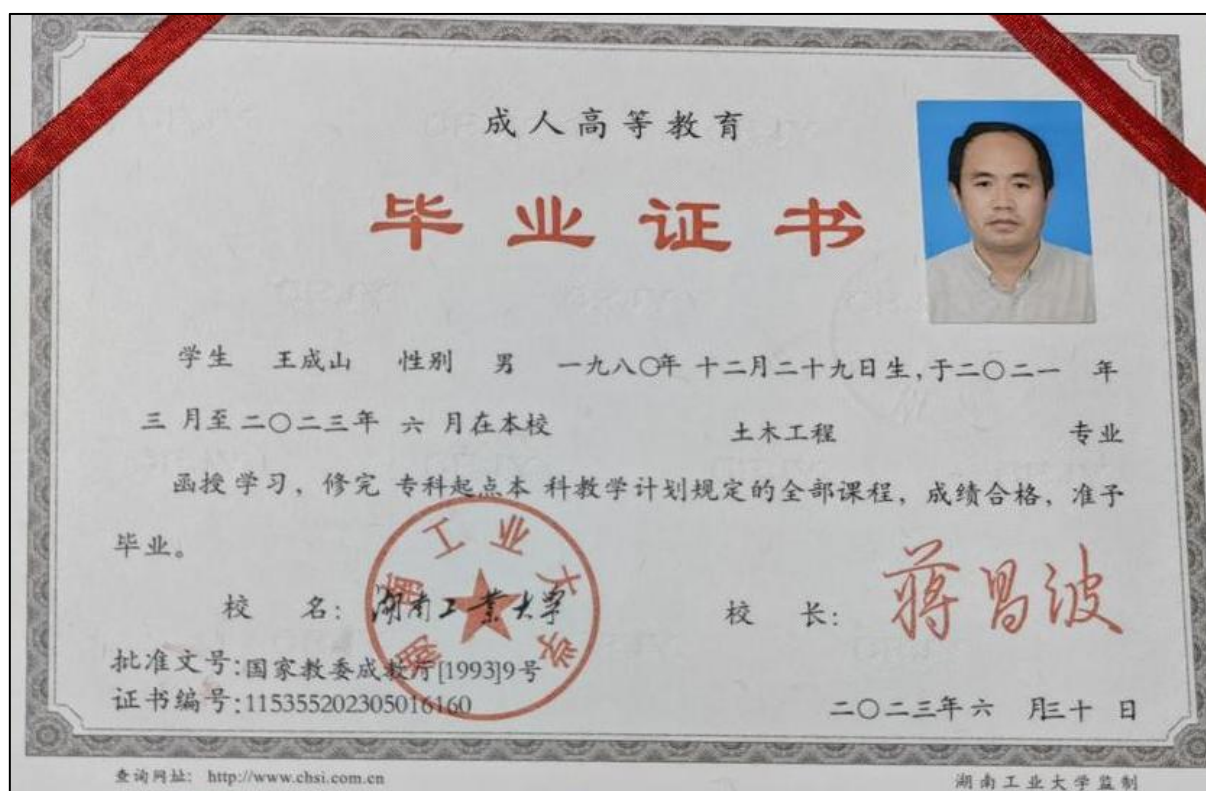 成人高等教育
毕业证书
学生 王成山 性别 男 一九八〇年 十二月二十九日生，于二〇二一 年
三 月至二〇二三年 六 月在本校 土木工程 专业
函授学习，修完 专科起点本 科教学计划规定的全部课程，成绩合格，准予
毕业。
校 名：湖南工業大学 校 长：蒋昌波
湖南工业大学
批准文号：国家教委成教厅[1993]9号
证书编号：115355202305016160
二〇二三年六 月三十 日
查询网址：http://www.chsi.com.cn
湖南工业大学监制